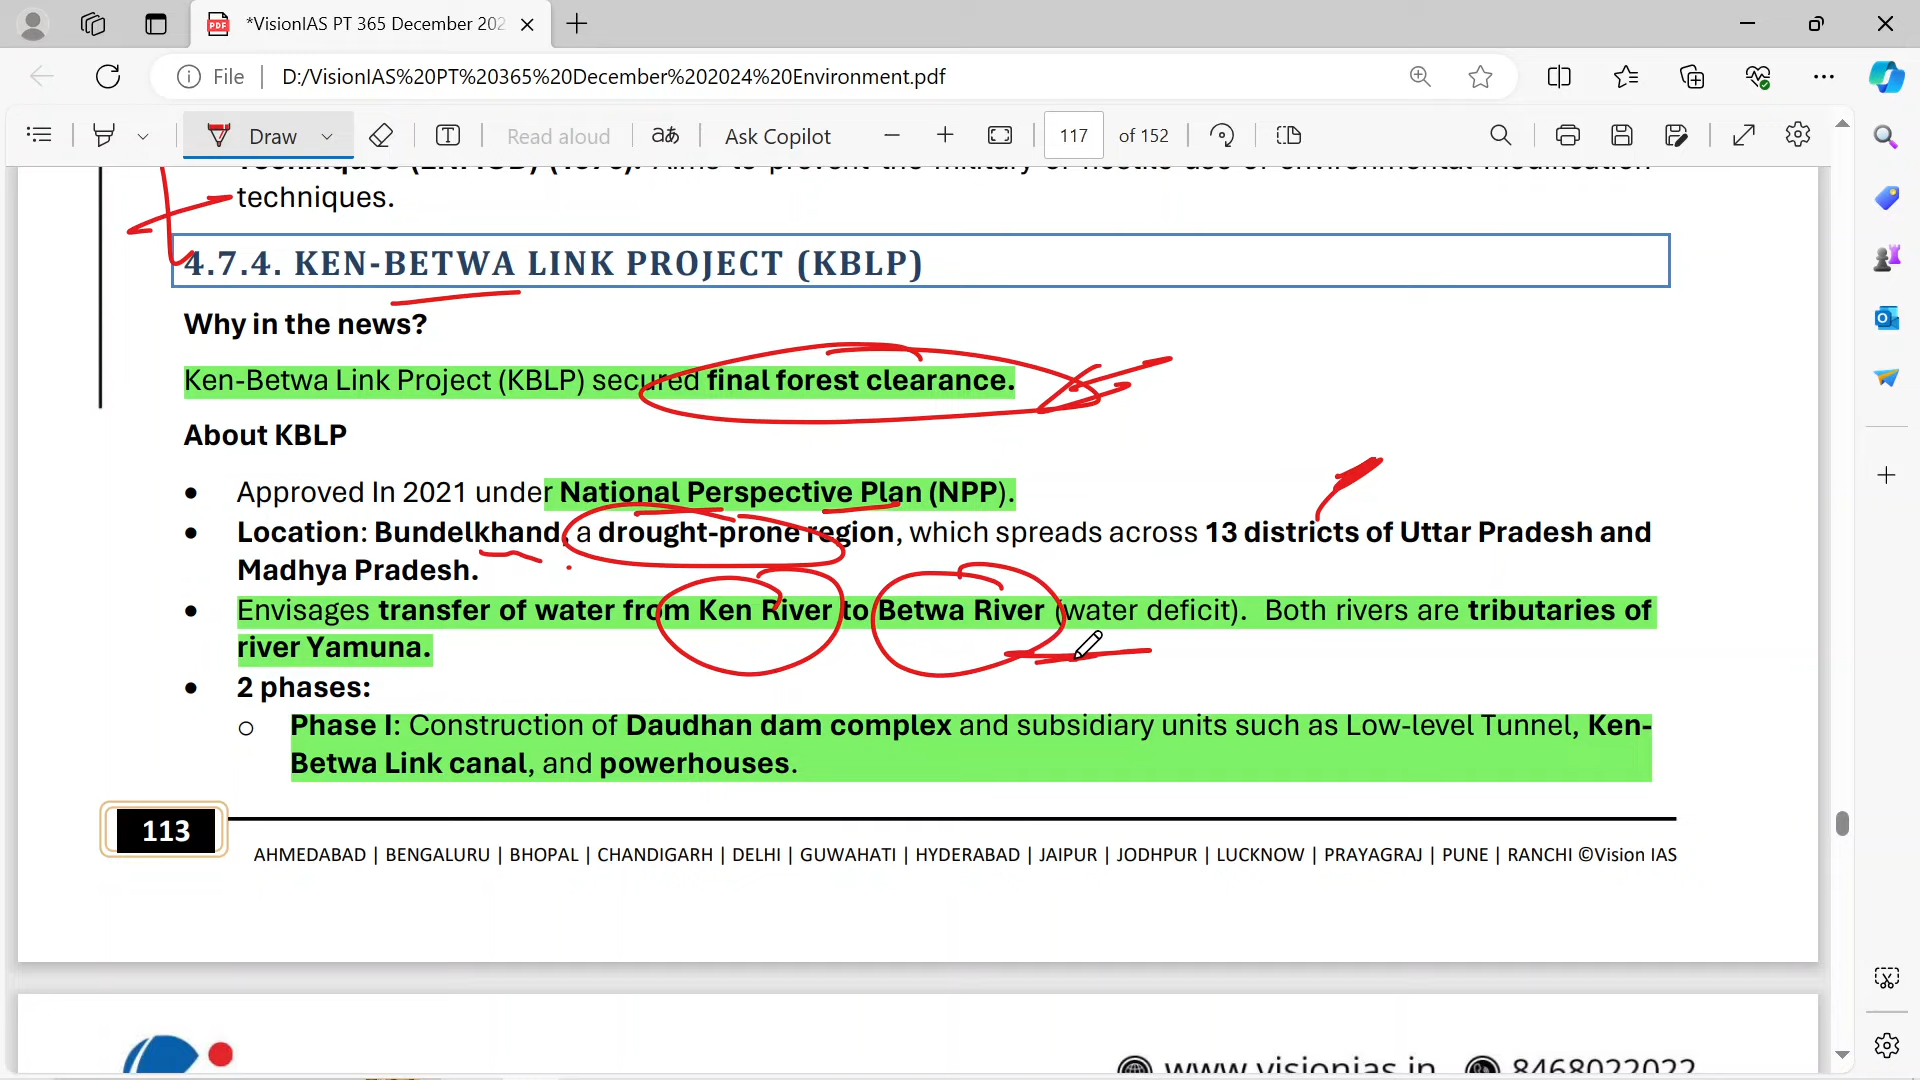 *VisionIAS PT 365 December 202
File
D:/VisionIAS%20PT%20365%20December%202024%20Environment.pdf
Draw
Read aloud
aあ
Ask Copilot
117 of 152
techniques.
4.7.4. KEN-BETWA LINK PROJECT (KBLP)
Why in the news?
Ken-Betwa Link Project (KBLP) secured final forest clearance.
About KBLP
• Approved In 2021 under National Perspective Plan (NPP).
• Location: Bundelkhand, a drought-prone region, which spreads across 13 districts of Uttar Pradesh and
Madhya Pradesh.
• Envisages transfer of water from Ken River to Betwa River (water deficit). Both rivers are tributaries of
river Yamuna.
• 2 phases:
o Phase I: Construction of Daudhan dam complex and subsidiary units such as Low-level Tunnel, Ken-
Betwa Link canal, and powerhouses.
113
AHMEDABAD | BENGALURU | BHOPAL | CHANDIGARH | DELHI | GUWAHATI | HYDERABAD | JAIPUR | JODHPUR | LUCKNOW | PRAYAGRAJ | PUNE | RANCHI ©Vision IAS
www.visionias.in 8468022022